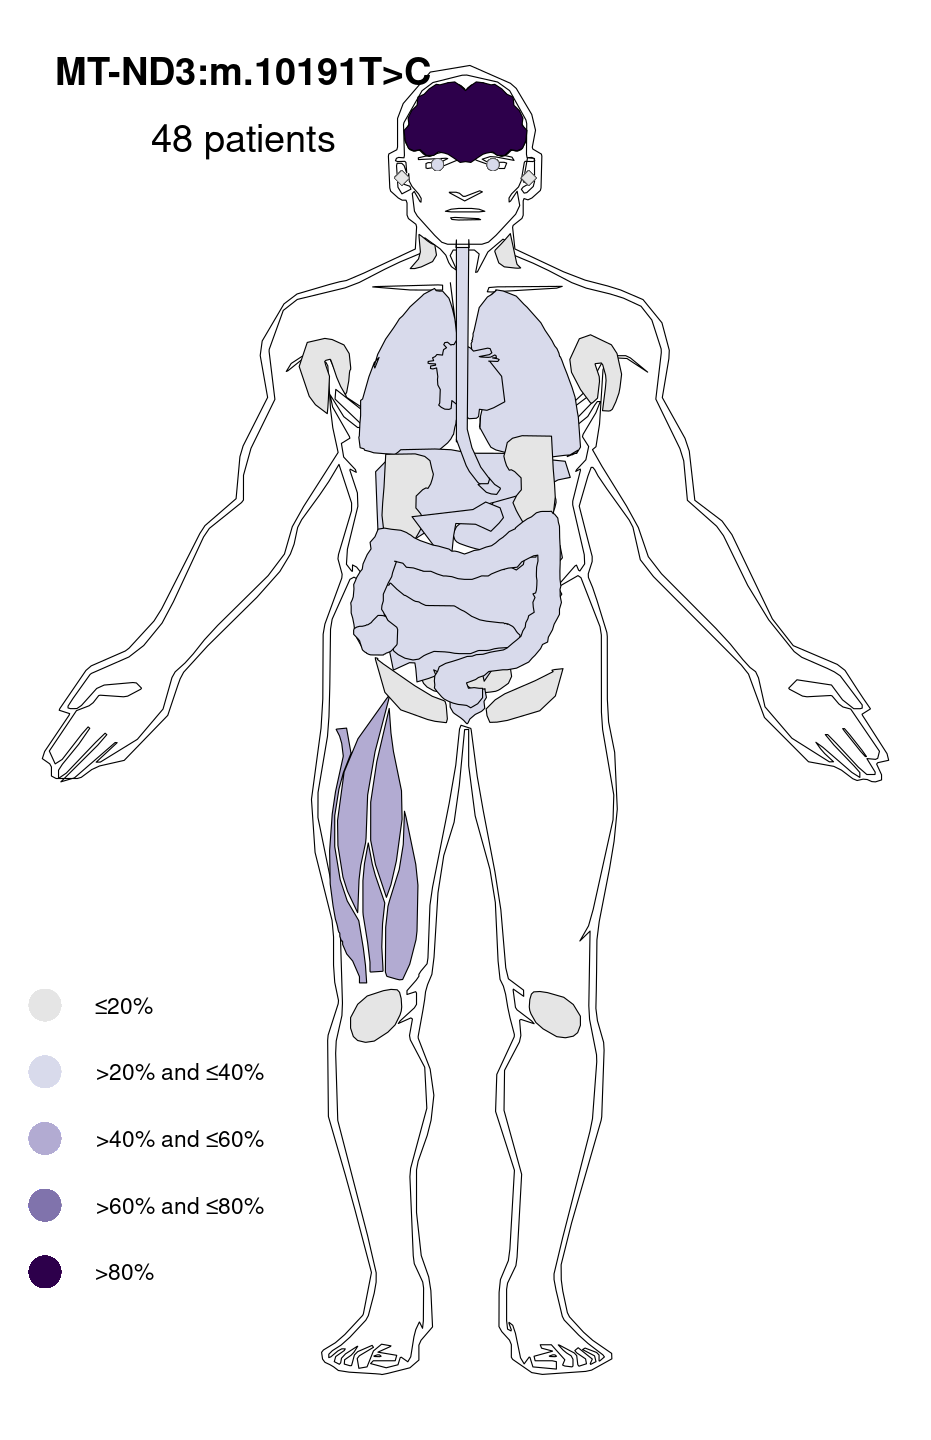 MT-ND3:m.10191T>C
48 patients
≤20%
>20% and ≤40%
>40% and ≤60%
>60% and ≤80%
>80%